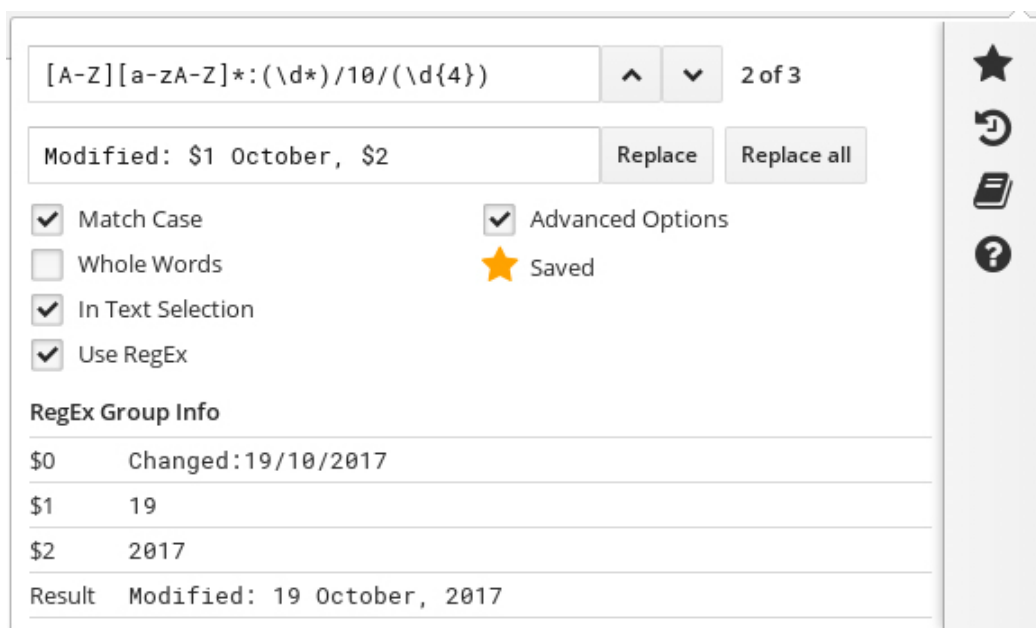 [A-Z][a-zA-Z]*:(\d*)/10/(\d{4}) 2 of 3
Modified: $1 October, $2 Replace Replace all
Match Case Advanced Options
Whole Words Saved
In Text Selection
Use RegEx
RegEx Group Info
$0 Changed:19/10/2017
$1 19
$2 2017
Result Modified: 19 October, 2017